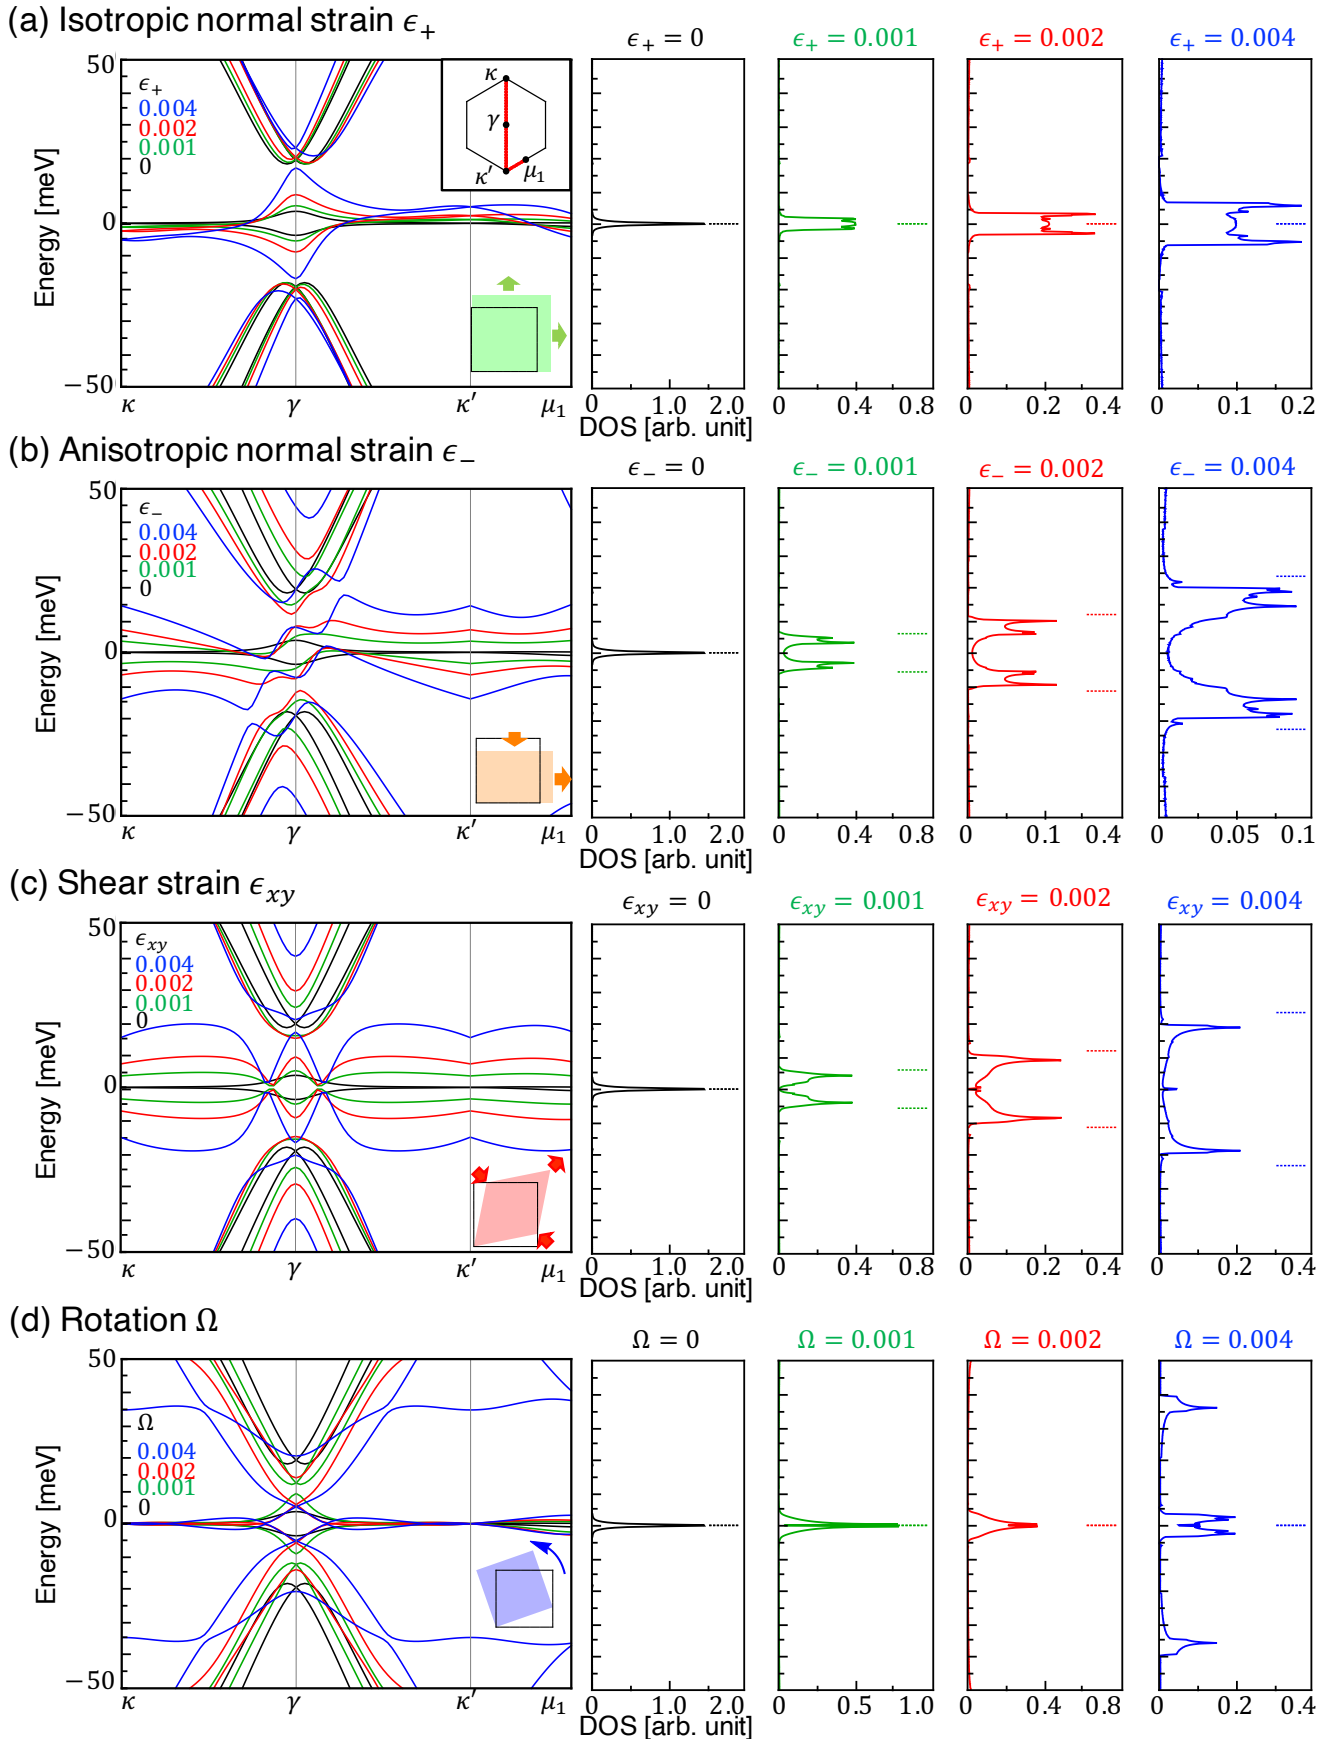 (a) Isotropic normal strain ϵ₊
ϵ₊ = 0
ϵ₊ = 0.001
ϵ₊ = 0.002
ϵ₊ = 0.004
50
0
−50
Energy [meV]
ϵ₊
0.004
0.002
0.001
0
κ
γ
κ′
μ₁
κ γ κ′ μ₁
0 1.0 2.0
DOS [arb. unit]
0 0.4 0.8
0 0.2 0.4
0 0.1 0.2
(b) Anisotropic normal strain ϵ₋
ϵ₋ = 0
ϵ₋ = 0.001
ϵ₋ = 0.002
ϵ₋ = 0.004
50
0
−50
Energy [meV]
ϵ₋
0.004
0.002
0.001
0
κ γ κ′ μ₁
0 1.0 2.0
DOS [arb. unit]
0 0.4 0.8
0 0.1 0.4
0 0.05 0.1
(c) Shear strain ϵxy
ϵxy = 0
ϵxy = 0.001
ϵxy = 0.002
ϵxy = 0.004
50
0
−50
Energy [meV]
ϵxy
0.004
0.002
0.001
0
κ γ κ′ μ₁
0 1.0 2.0
DOS [arb. unit]
0 0.4 0.8
0 0.2 0.4
0 0.2 0.4
(d) Rotation Ω
Ω = 0
Ω = 0.001
Ω = 0.002
Ω = 0.004
50
0
−50
Energy [meV]
Ω
0.004
0.002
0.001
0
κ γ κ′ μ₁
0 1.0 2.0
DOS [arb. unit]
0 0.5 1.0
0 0.4 0.8
0 0.2 0.4